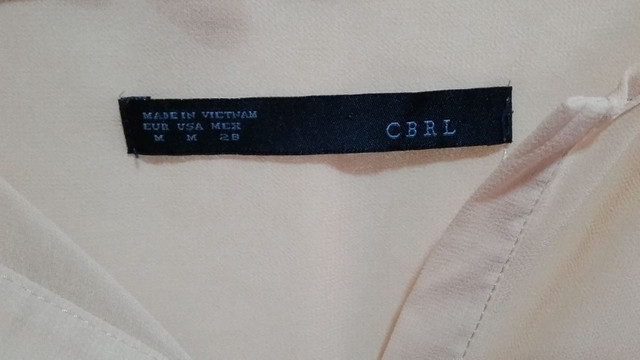 MADE IN VIETNAM
EUR USA MEX
M M 28
CBRL